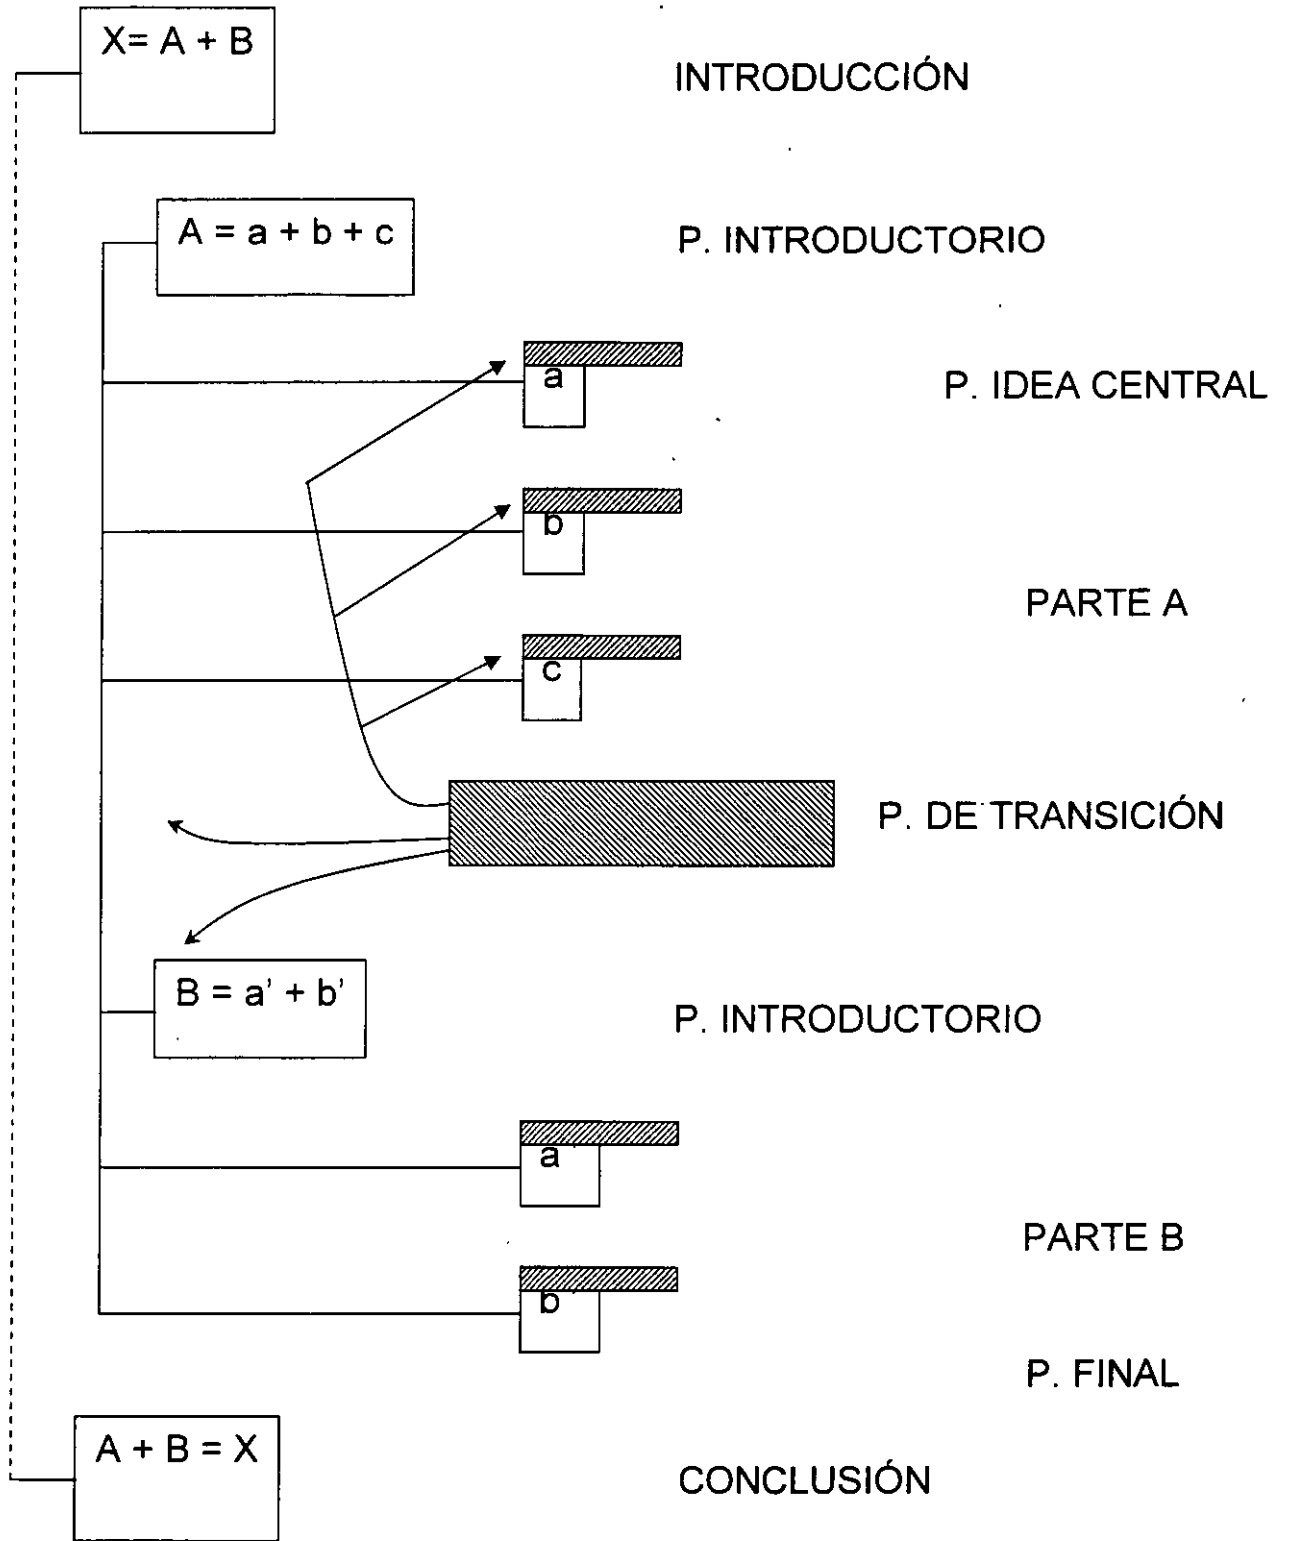 X= A + B
INTRODUCCIÓN
A = a + b + c
P. INTRODUCTORIO
a
P. IDEA CENTRAL
b
PARTE A
c
P. DE TRANSICIÓN
B = a' + b'
P. INTRODUCTORIO
a'
PARTE B
b'
P. FINAL
A + B = X
CONCLUSIÓN